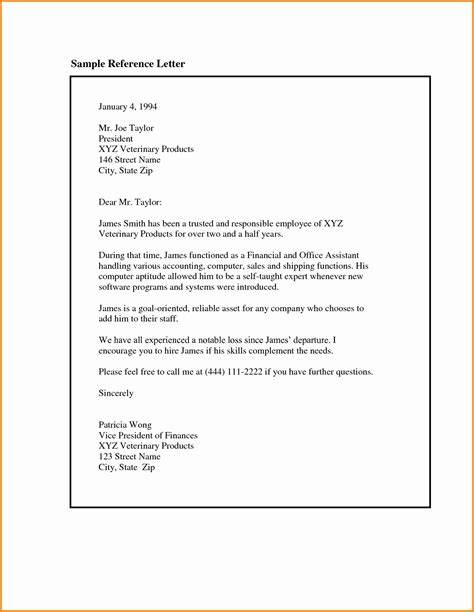 Sample Reference Letter
January 4, 1994
Mr. Joe Taylor
President
XYZ Veterinary Products
146 Street Name
City, State Zip
Dear Mr. Taylor:
James Smith has been a trusted and responsible employee of XYZ
Veterinary Products for over two and a half years.
During that time, James functioned as a Financial and Office Assistant
handling various accounting, computer, sales and shipping functions. His
computer aptitude allowed him to be a self-taught expert whenever new
software programs and systems were introduced.
James is a goal-oriented, reliable asset for any company who chooses to
add him to their staff.
We have all experienced a notable loss since James' departure. I
encourage you to hire James if his skills complement the needs.
Please feel free to call me at (444) 111-2222 if you have further questions.
Sincerely
Patricia Wong
Vice President of Finances
XYZ Veterinary Products
123 Street Name
City, State Zip